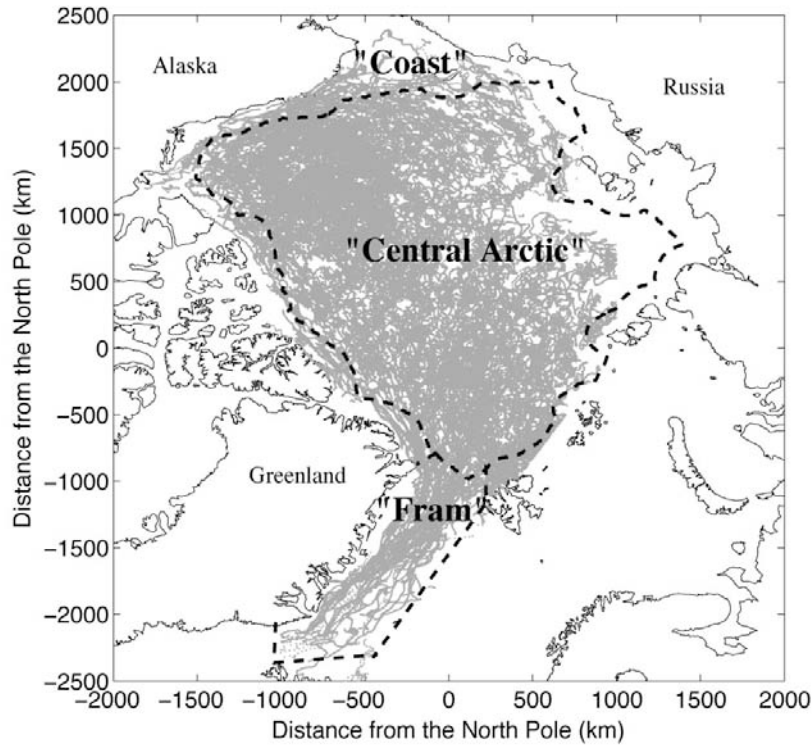 2500
2000
1500
1000
500
0
−500
−1000
−1500
−2000
−2500
Distance from the North Pole (km)
Alaska
"Coast"
Russia
"Central Arctic"
Greenland
"Fram"
−2000 −1500 −1000 −500 0 500 1000 1500 2000
Distance from the North Pole (km)